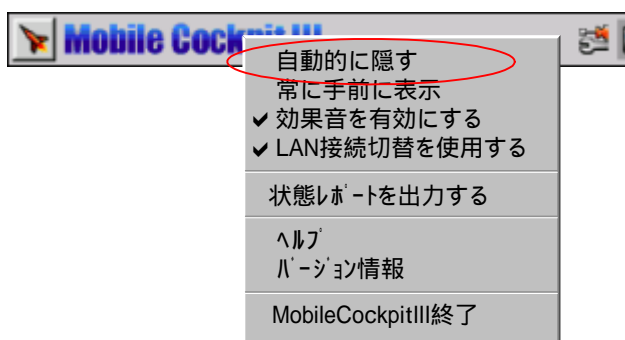 Mobile Cockpit III
自動的に隠す
常に手前に表示
効果音を有効にする
LAN接続切替を使用する
状態ﾚﾎﾟｰﾄを出力する
ﾍﾙﾌﾟ
ﾊﾞｰｼﾞｮﾝ情報
MobileCockpitIII終了